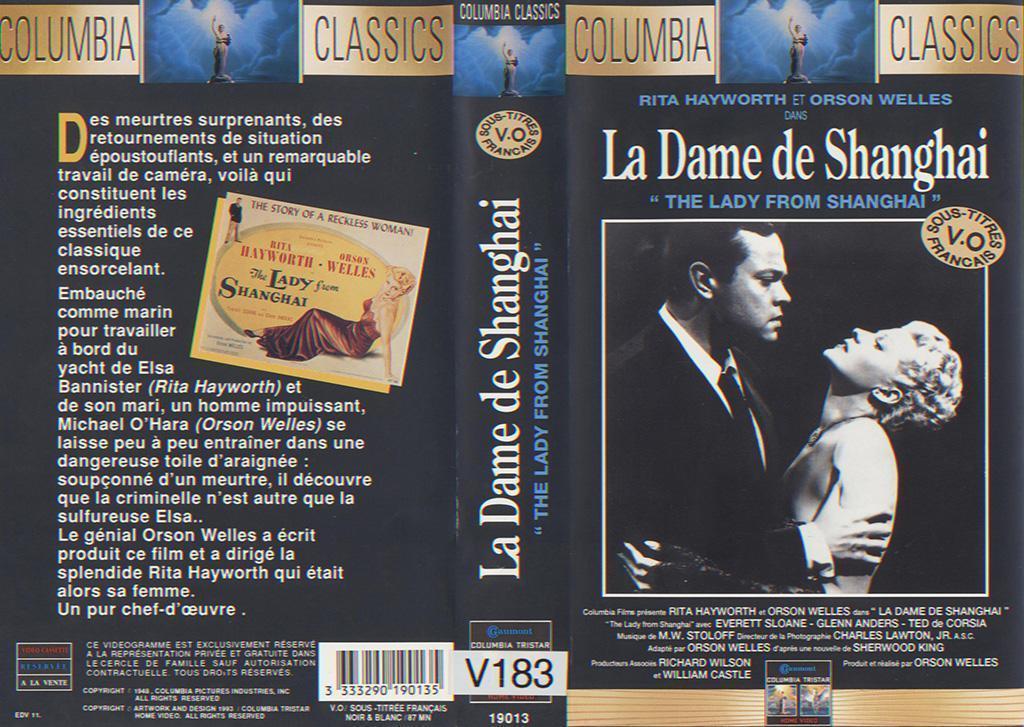 COLUMBIA CLASSICS
Des meurtres surprenants, des
retournements de situation
époustouflants, et un remarquable
travail de caméra, voilà qui
constituent les
ingrédients
essentiels de ce
classique
ensorcelant.
Embauché
comme marin
pour travailler
à bord du
yacht de Elsa
Bannister (Rita Hayworth) et
de son mari, un homme impuissant,
Michael O'Hara (Orson Welles) se
laisse peu à peu entraîner dans une
dangereuse toile d'araignée :
soupçonné d'un meurtre, il découvre
que la criminelle n'est autre que la
sulfureuse Elsa..
Le génial Orson Welles a écrit
produit ce film et a dirigé la
splendide Rita Hayworth qui était
alors sa femme.
Un pur chef-d'œuvre .
THE STORY OF A RECKLESS WOMAN!
RITA
HAYWORTH -
ORSON
WELLES
The LADY from
SHANGHAI
VIDEO CASSETTE
RESERVÉE
A LA VENTE
CE VIDEOGRAMME EST EXCLUSIVEMENT RÉSERVÉ
A LA REPRÉSENTATION PRIVÉE ET GRATUITE DANS
LE CERCLE DE FAMILLE SAUF AUTORISATION
CONTRACTUELLE. TOUS DROITS RÉSERVÉS.
COPYRIGHT © 1948, COLUMBIA PICTURES INDUSTRIES, INC
ALL RIGHTS RESERVED
COPYRIGHT © ARTWORK AND DESIGN 1993 / COLUMBIA TRISTAR
HOME VIDEO. ALL RIGHTS RESERVED
EDV 11.
3 333290 190135
V.O / SOUS -TITRÉE FRANÇAIS
NOIR & BLANC / 87 MN
COLUMBIA CLASSICS
SOUS-TITRES
V.O
FRANCAIS
La Dame de Shanghai
" THE LADY FROM SHANGHAI "
Gaumont
COLUMBIA TRISTAR
V183
HOME VIDEO
19013
COLUMBIA CLASSICS
RITA HAYWORTH ET ORSON WELLES
DANS
La Dame de Shanghai
" THE LADY FROM SHANGHAI "
SOUS-TITRES
V.O
FRANCAIS
Columbia Films présente RITA HAYWORTH et ORSON WELLES dans " LA DAME DE SHANGHAI "
"The Lady from Shanghai" avec EVERETT SLOANE - GLENN ANDERS - TED de CORSIA
Musique de M.W. STOLOFF Directeur de la Photographie CHARLES LAWTON, JR. A.S.C.
Adapté par ORSON WELLES d'après une nouvelle de SHERWOOD KING
Producteurs Associés RICHARD WILSON
et WILLIAM CASTLE
Produit et réalisé par ORSON WELLES
Gaumont
COLUMBIA TRISTAR
HOME VIDEO